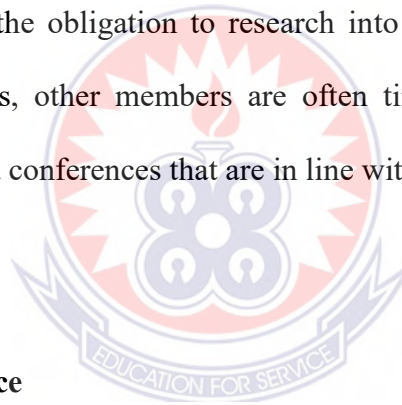 the obligation to research into
s, other members are often ti
conferences that are in line wit
EDUCATION FOR SERVICE
ce